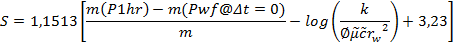 S = 1,1513 [ m(P1hr) − m(Pwf@Δt = 0) / m − log ( k / Ø μ̃ c̃ r_w² ) + 3,23 ]